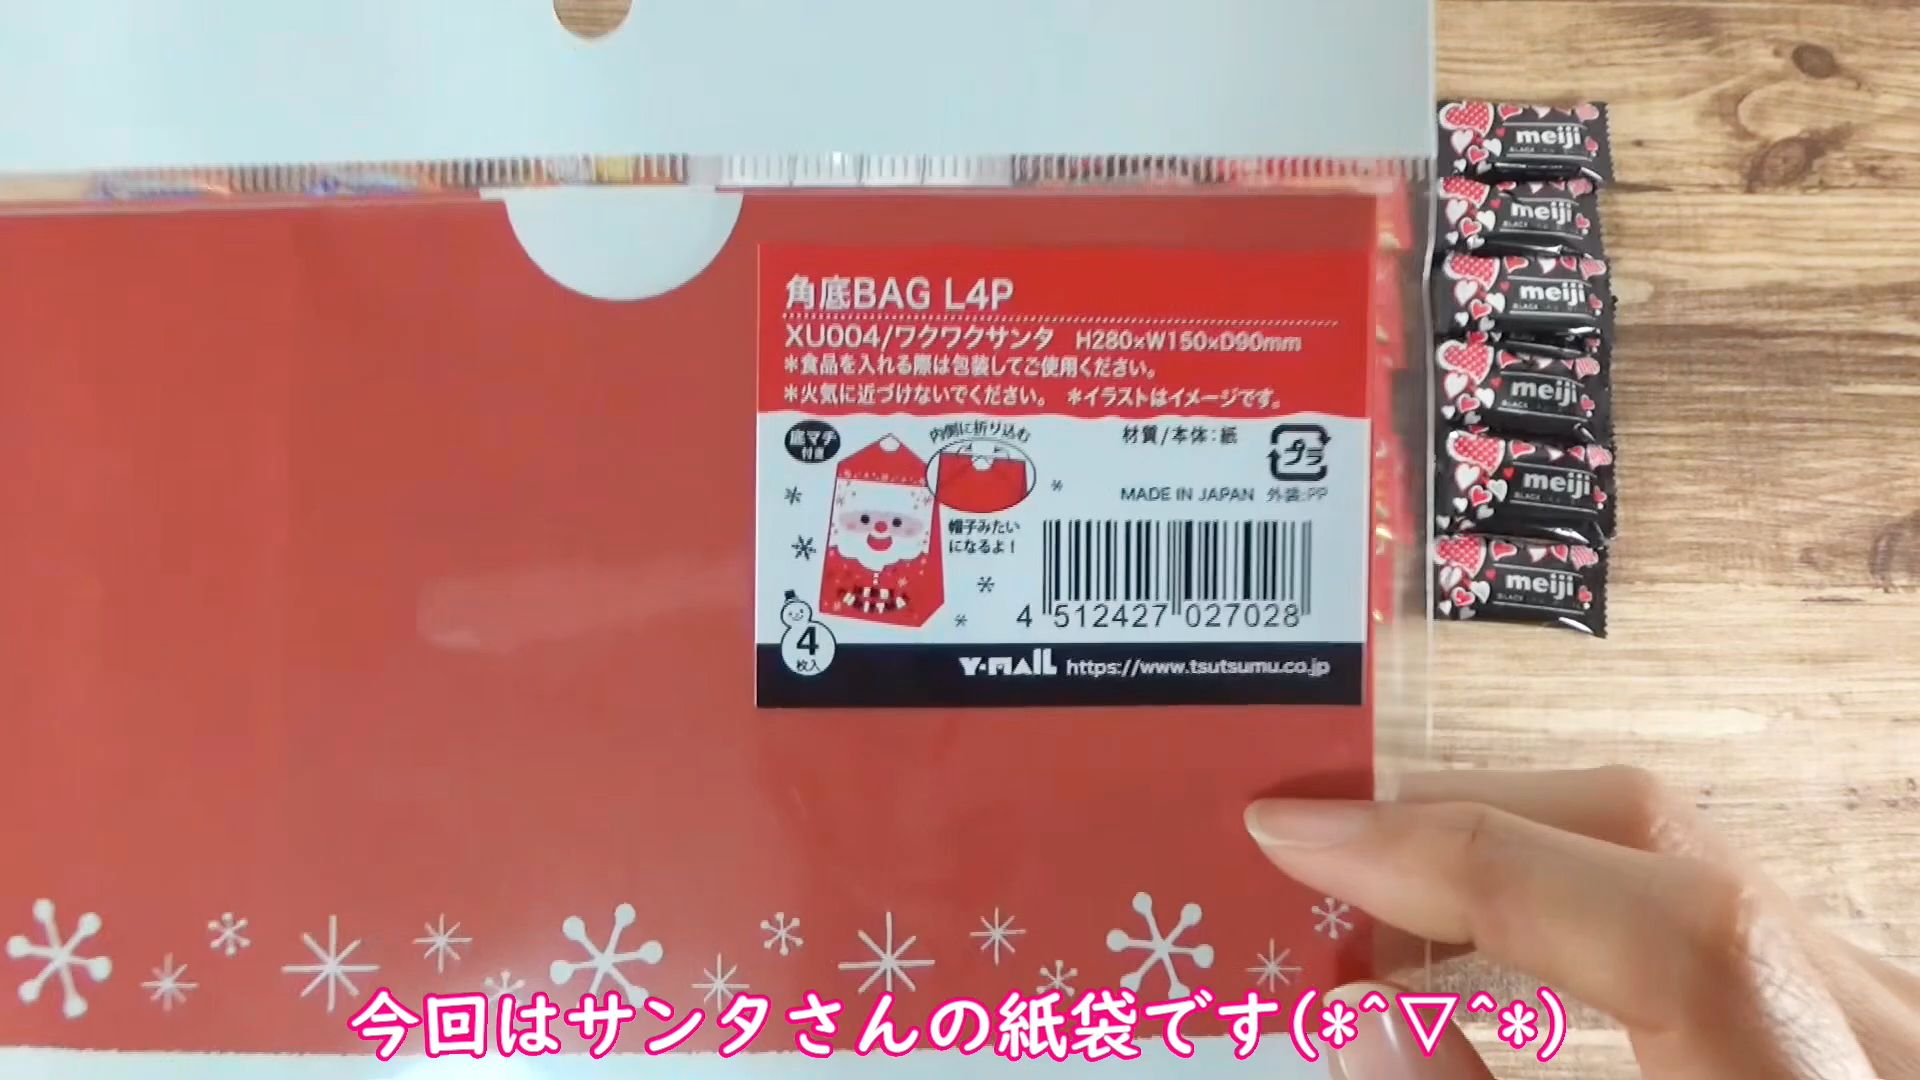 角底BAG L4P
XU004/ワクワクサンタ H280×W150×D90mm
*食品を入れる際は包装してご使用ください。
*火気に近づけないでください。 *イラストはイメージです。
底マチ
付き
内側に折り込む
材質/本体:紙
プラ
MADE IN JAPAN 外装:PP
帽子みたい
になるよ!
4 512427 027028
4
枚入
Y-MALL https://www.tsutsumu.co.jp
meiji
BLACK
meiji
BLACK
meiji
BLACK
meiji
BLACK
meiji
BLACK
meiji
BLACK
今回はサンタさんの紙袋です(*^▽^*)